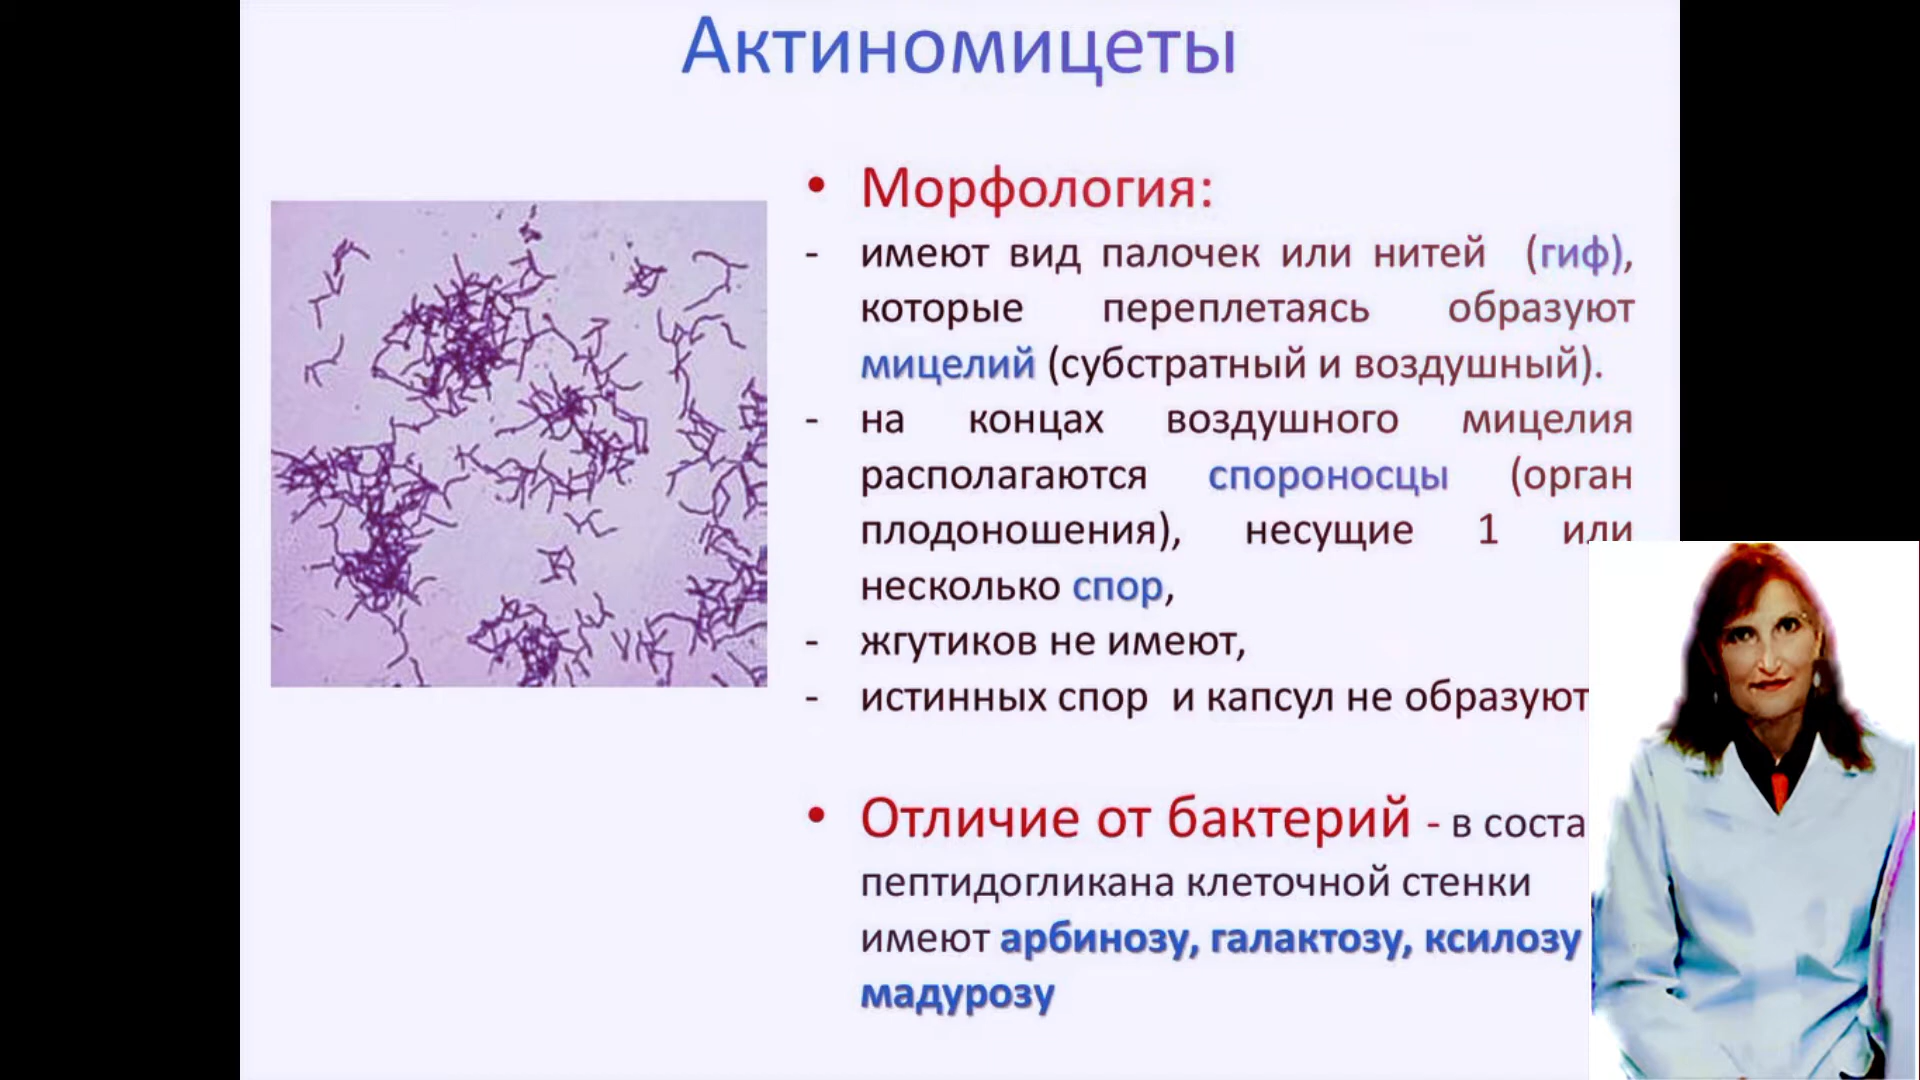 Актиномицеты
• Морфология:
- имеют вид палочек или нитей (гиф),
которые переплетаясь образуют
мицелий (субстратный и воздушный).
- на концах воздушного мицелия
располагаются спороносцы (орган
плодоношения), несущие 1 или
несколько спор,
- жгутиков не имеют,
- истинных спор и капсул не образуют
• Отличие от бактерий - в
пептидогликана клеточной стенки
имеют арбинозу, галактозу, ксилозу
мадурозу